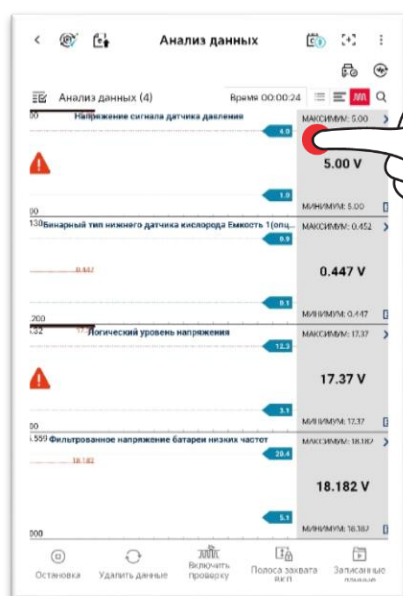 Анализ данных
Анализ данных (4)
Время 00:00:24
Напряжение сигнала датчика давления
МАКСИМУМ: 5.00
4.0
5.00 V
1.0
МИНИМУМ: 5.00
Бинарный тип нижнего датчика кислорода Емкость 1(опц...
МАКСИМУМ: 0.452
0.9
0.447
0.447 V
0.1
МИНИМУМ: 0.447
Логический уровень напряжения
МАКСИМУМ: 17.37
12.3
17.37 V
3.1
МИНИМУМ: 17.37
Фильтрованное напряжение батареи низких частот
МАКСИМУМ: 18.182
20.4
18.182
18.182 V
5.1
МИНИМУМ: 18.182
Остановка
Удалить данные
Включить проверку
Полоса захвата вкл
Записанные